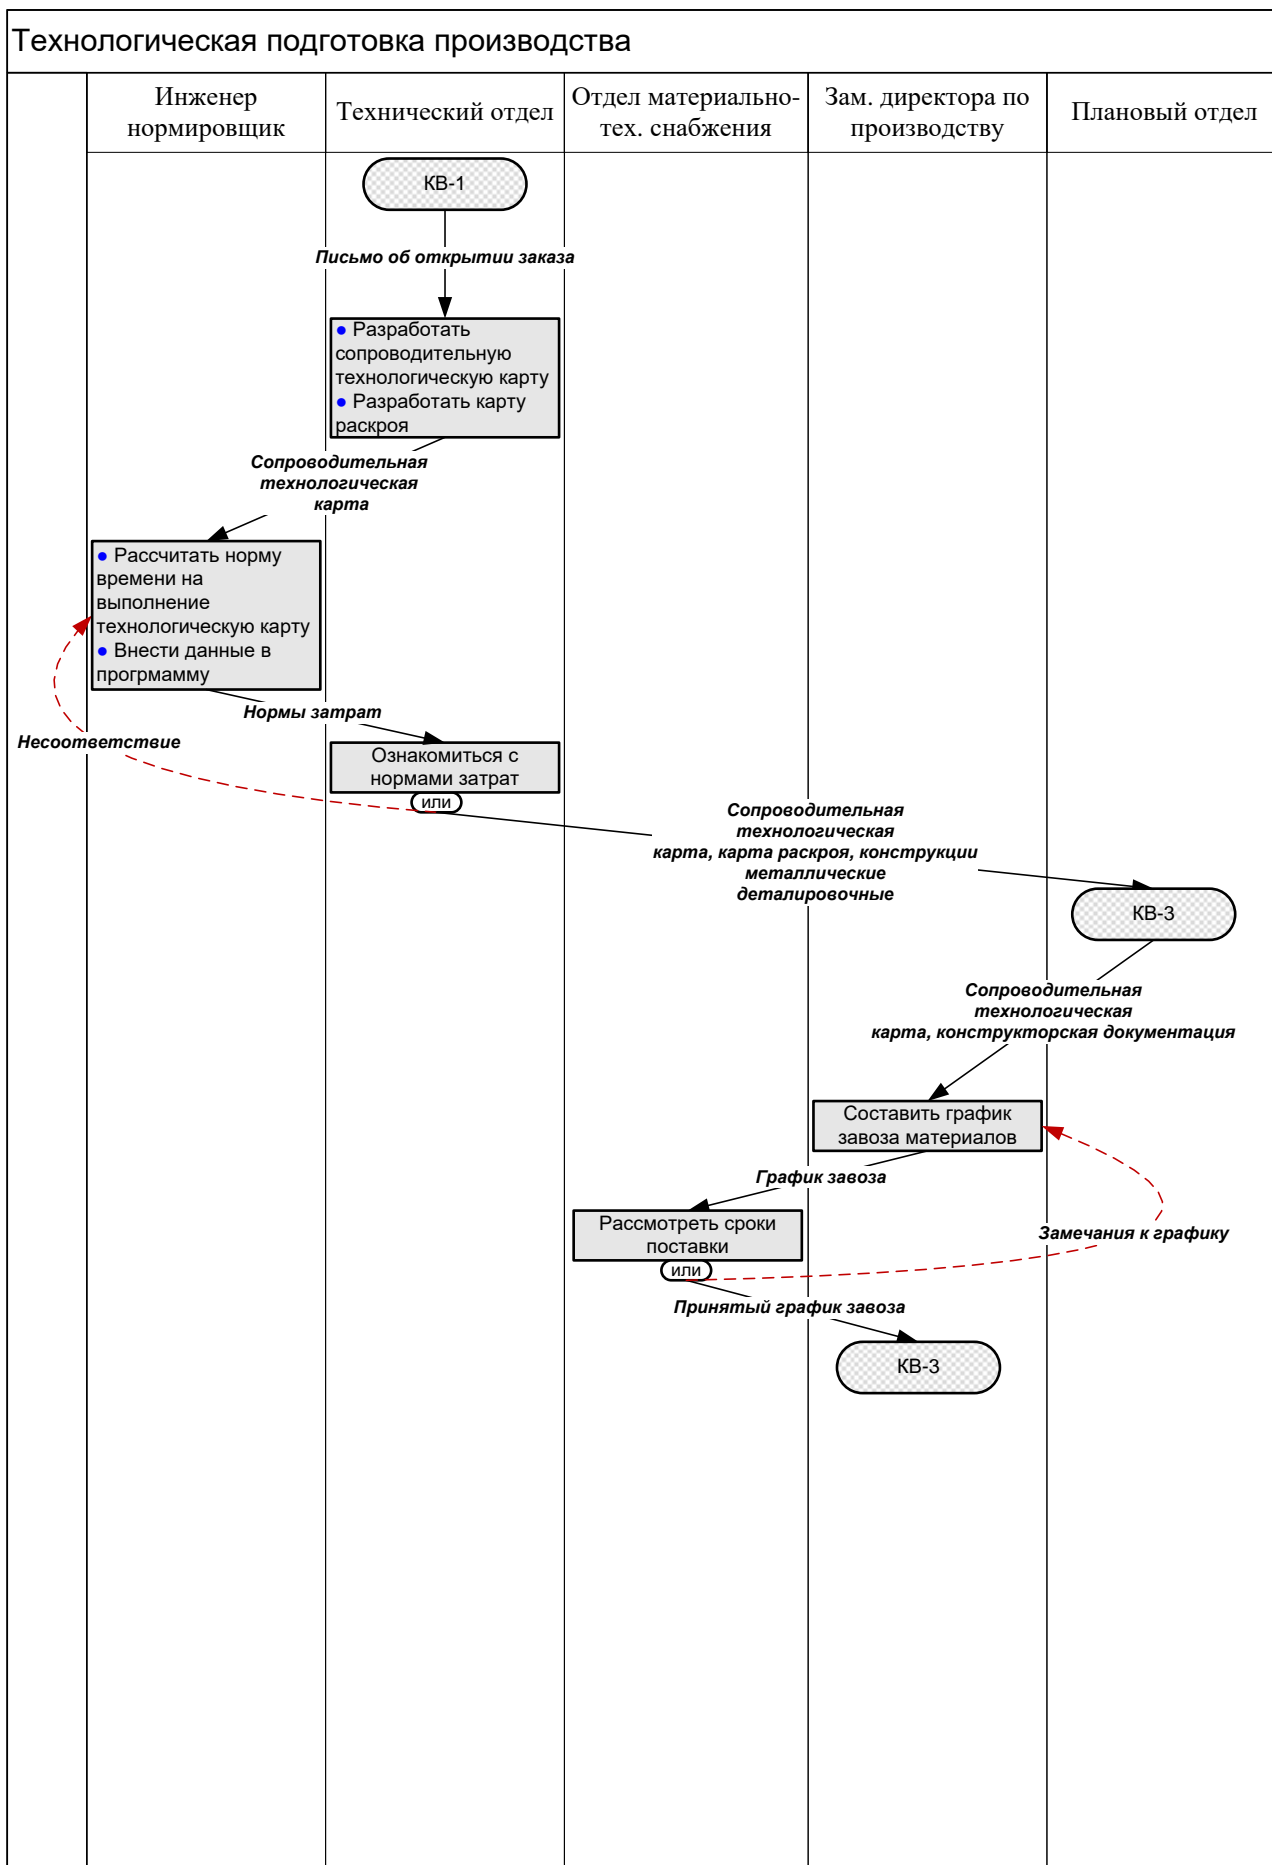 Технологическая подготовка производства
Инженер
нормировщик
Технический отдел
Отдел материально-
тех. снабжения
Зам. директора по
производству
Плановый отдел
КВ-1
Письмо об открытии заказа
● Разработать
сопроводительную
технологическую карту
● Разработать карту
раскроя
Сопроводительная
технологическая
карта
● Рассчитать норму
времени на
выполнение
технологическую карту
● Внести данные в
прогрмамму
Нормы затрат
Несоответствие
Ознакомиться с
нормами затрат
или
Сопроводительная
технологическая
карта, карта раскроя, конструкции
металлические
деталировочные
КВ-3
Сопроводительная
технологическая
карта, конструкторская документация
Составить график
завоза материалов
График завоза
Рассмотреть сроки
поставки
или
Замечания к графику
Принятый график завоза
КВ-3